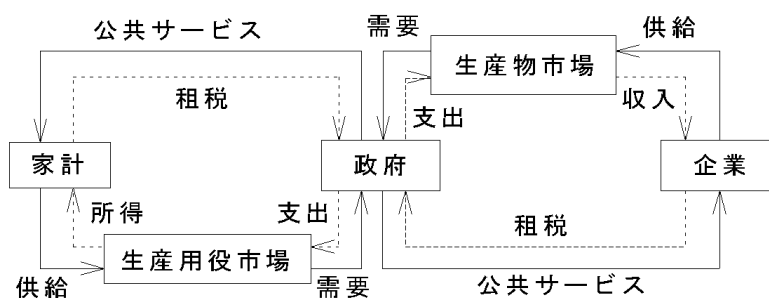 公共サービス
需要
供給
生産物市場
租税
支出
収入
家計
政府
企業
所得
支出
租税
生産用役市場
供給
需要
公共サービス